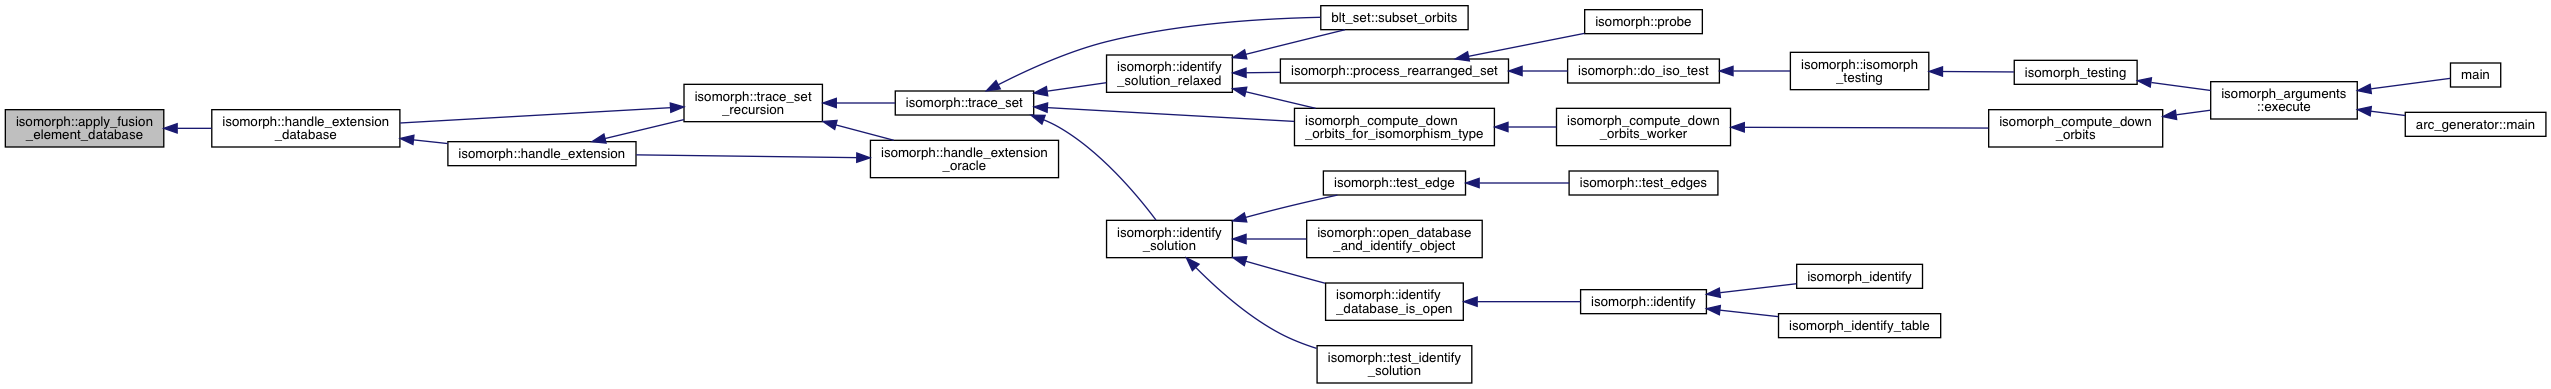 isomorph::apply_fusion
_element_database
isomorph::handle_extension
_database
isomorph::handle_extension
isomorph::trace_set
_recursion
isomorph::handle_extension
_oracle
isomorph::trace_set
blt_set::subset_orbits
isomorph::identify
_solution_relaxed
isomorph::process_rearranged_set
isomorph::probe
isomorph::do_iso_test
isomorph::isomorph
_testing
isomorph_testing
isomorph_arguments
::execute
main
arc_generator::main
isomorph_compute_down
_orbits_for_isomorphism_type
isomorph_compute_down
_orbits_worker
isomorph_compute_down
_orbits
isomorph::identify
_solution
isomorph::test_edge
isomorph::test_edges
isomorph::open_database
_and_identify_object
isomorph::identify
_database_is_open
isomorph::identify
isomorph_identify
isomorph_identify_table
isomorph::test_identify
_solution